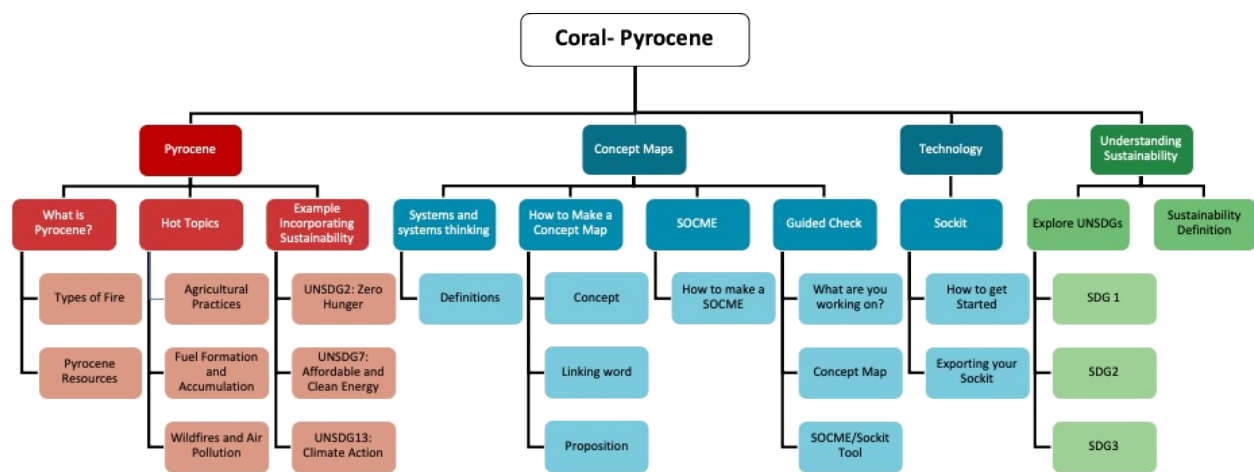 Coral- Pyrocene
Pyrocene
Concept Maps
Technology
Understanding
Sustainability
What is
Pyrocene?
Hot Topics
Example
Incorporating
Sustainability
Systems and
systems thinking
How to Make a
Concept Map
SOCME
Guided Check
Sockit
Explore UNSDGs
Sustainability
Definition
Types of Fire
Agricultural
Practices
UNSDG2: Zero
Hunger
Definitions
Concept
How to make a
SOCME
What are you
working on?
How to get
Started
SDG 1
Pyrocene
Resources
Fuel Formation
and
Accumulation
UNSDG7:
Affordable and
Clean Energy
Linking word
Concept Map
Exporting your
Sockit
SDG2
Wildfires and Air
Pollution
UNSDG13:
Climate Action
Proposition
SOCME/Sockit
Tool
SDG3